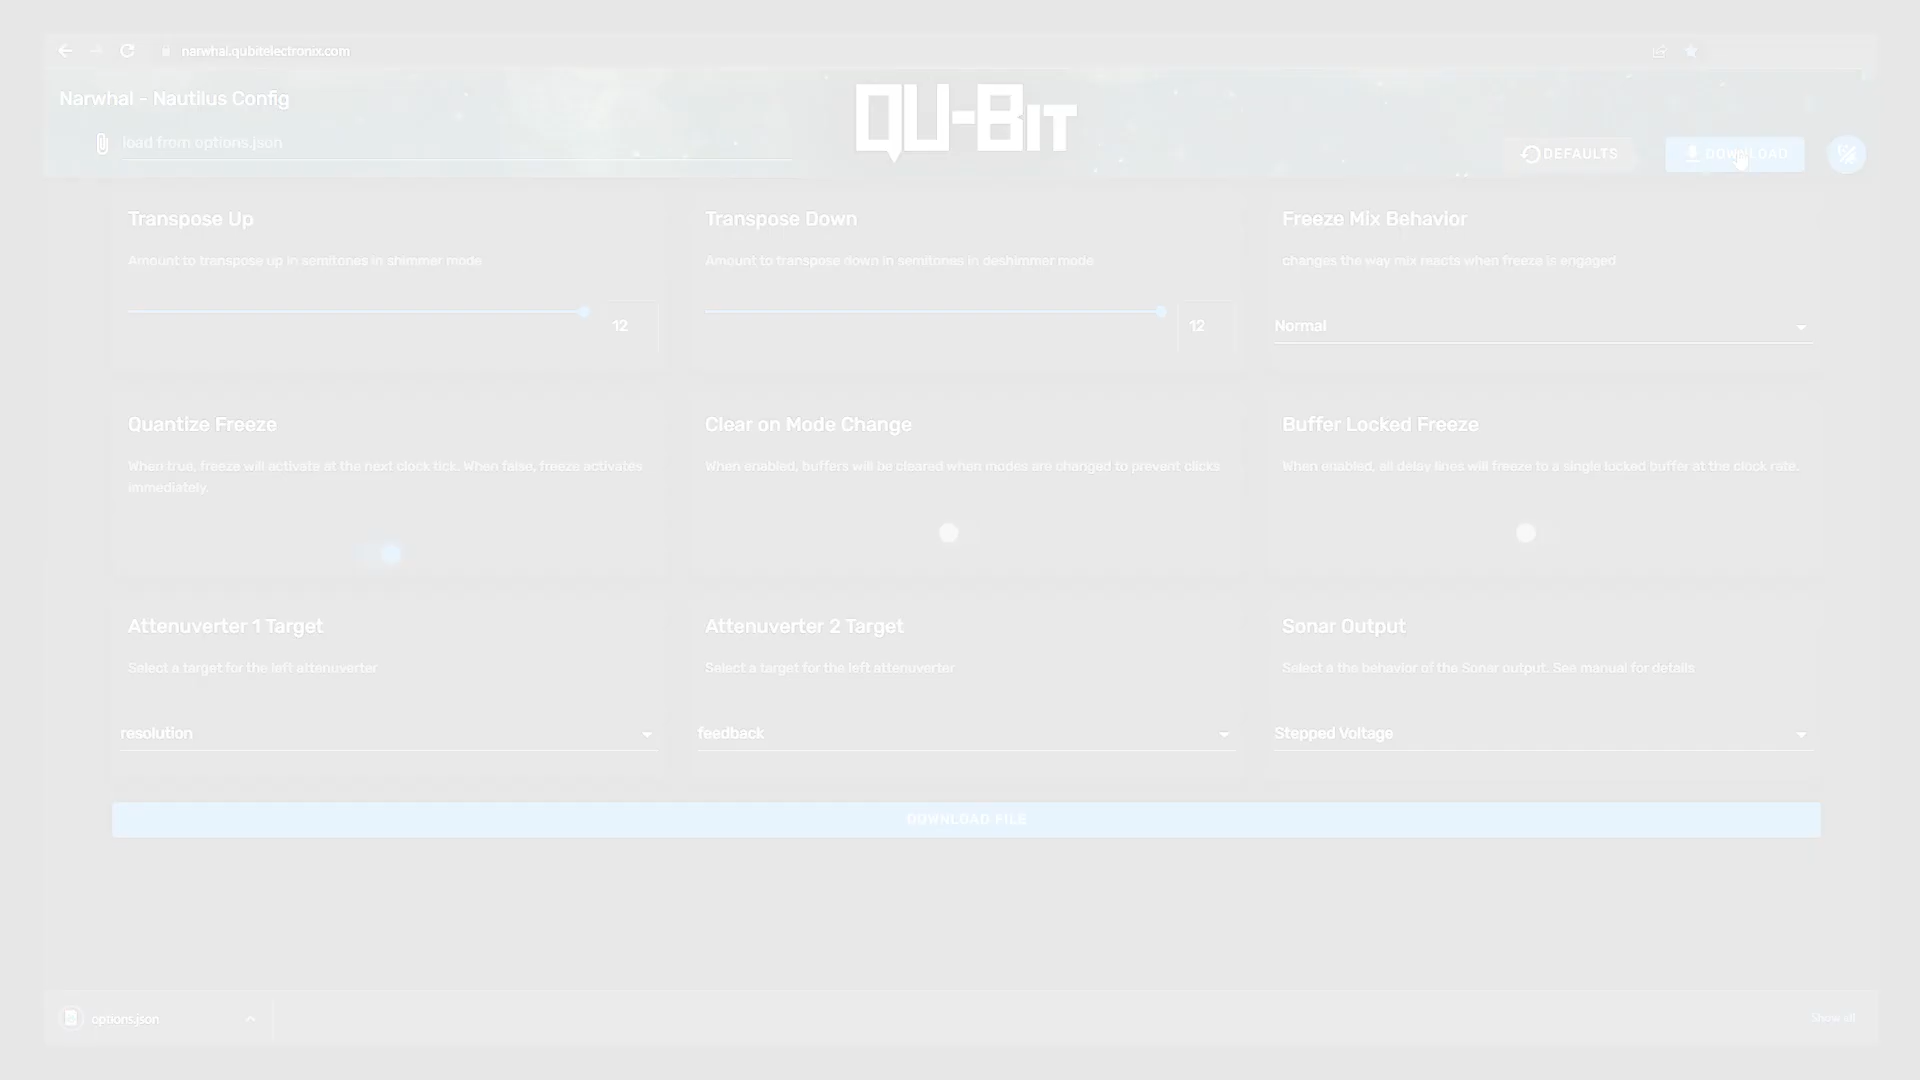 narwhal.qubitelectronix.com
Narwhal - Nautilus Config
QU-BIT
load from options.json
DEFAULTS
DOWNLOAD
Transpose Up
Amount to transpose up in semitones in shimmer mode
12
Transpose Down
Amount to transpose down in semitones in deshimmer mode
12
Freeze Mix Behavior
changes the way mix reacts when freeze is engaged
Normal
Quantize Freeze
When true, freeze will activate at the next clock tick. When false, freeze activates
immediately.
Clear on Mode Change
When enabled, buffers will be cleared when modes are changed to prevent clicks
Buffer Locked Freeze
When enabled, all delay lines will freeze to a single locked buffer at the clock rate.
Attenuverter 1 Target
Select a target for the left attenuverter
resolution
Attenuverter 2 Target
Select a target for the left attenuverter
feedback
Sonar Output
Select a the behavior of the Sonar output. See manual for details
Stepped Voltage
DOWNLOAD FILE
options.json
Show all